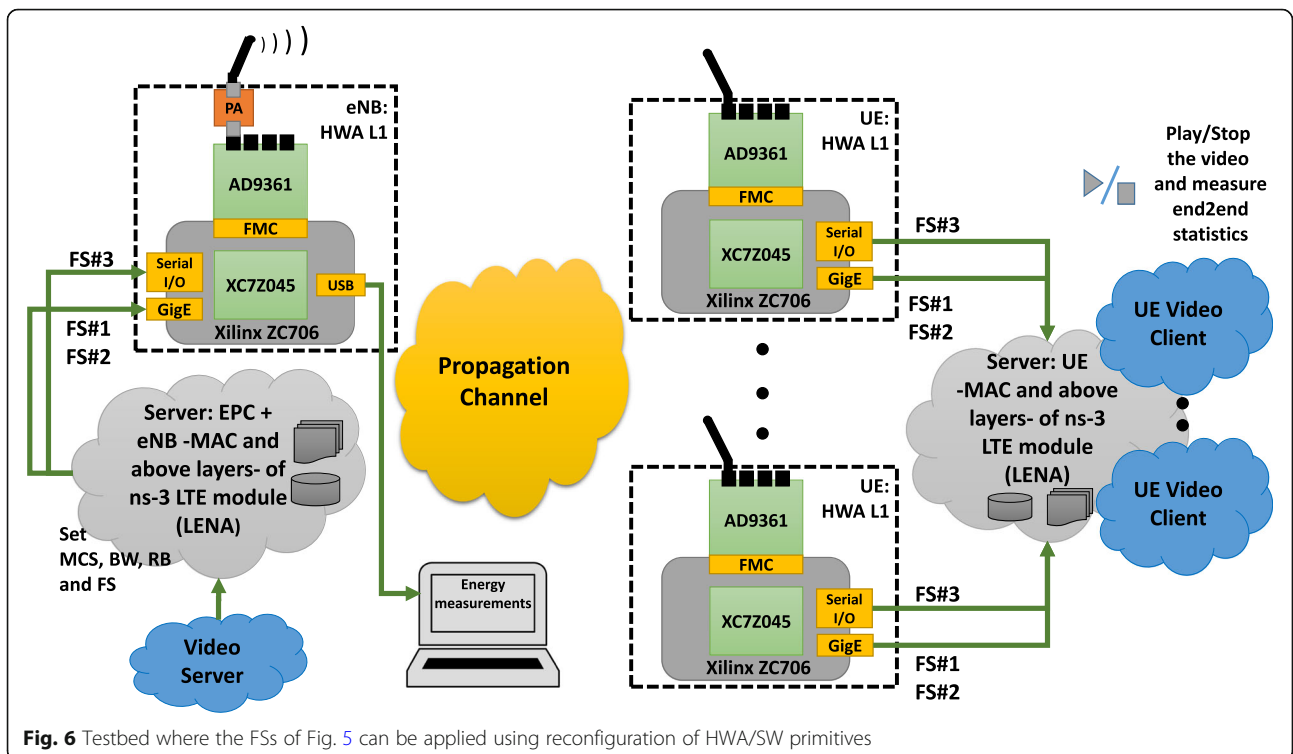 PA
eNB:
HWA L1
AD9361
FMC
Serial
I/O
GigE
XC7Z045
USB
Xilinx ZC706
FS#3
FS#1
FS#2
Server: EPC +
eNB -MAC and
above layers- of
ns-3 LTE module
(LENA)
Set
MCS, BW, RB
and FS
Video
Server
Energy
measurements
Propagation
Channel
UE:
HWA L1
AD9361
FMC
XC7Z045
Serial
I/O
GigE
Xilinx ZC706
FS#3
FS#1
FS#2
UE:
HWA L1
AD9361
FMC
XC7Z045
Serial
I/O
GigE
Xilinx ZC706
FS#3
FS#1
FS#2
Play/Stop
the video
and measure
end2end
statistics
Server: UE
-MAC and above
layers- of ns-3
LTE module
(LENA)
UE Video
Client
UE Video
Client
Fig. 6 Testbed where the FSs of Fig. 5 can be applied using reconfiguration of HWA/SW primitives